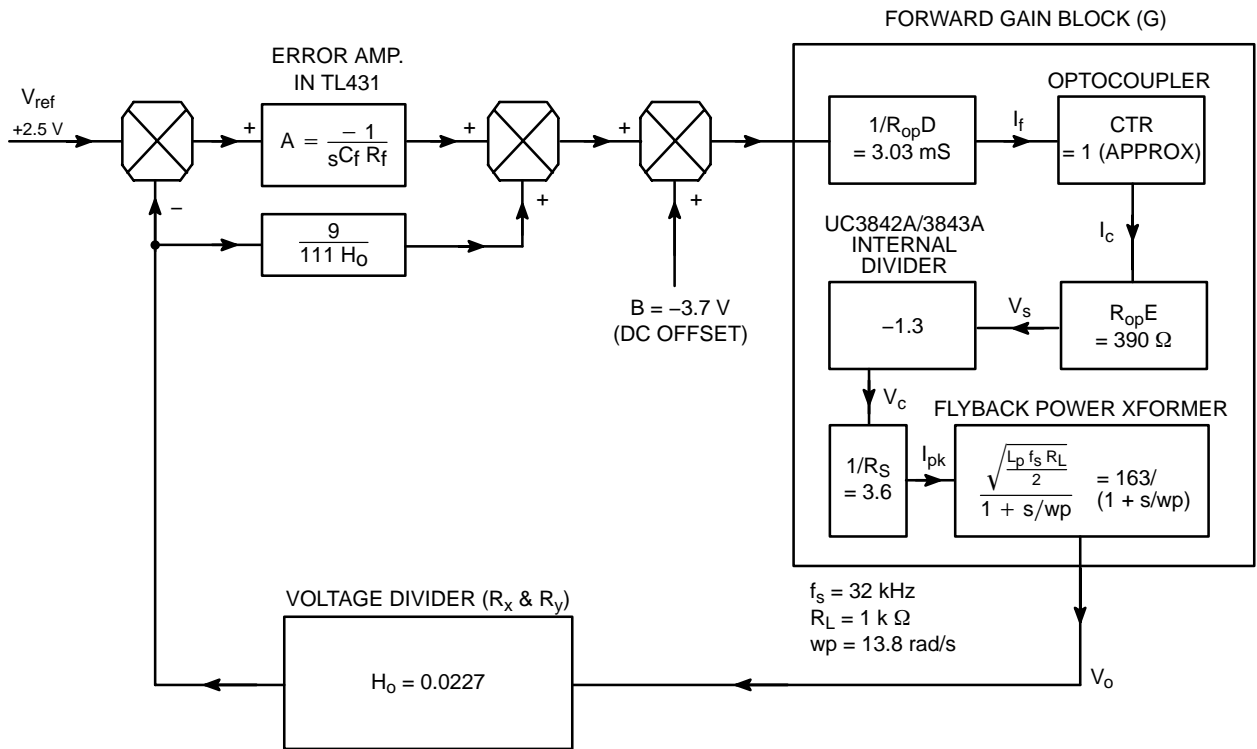 FORWARD GAIN BLOCK (G)
ERROR AMP.
IN TL431
OPTOCOUPLER
V_ref
+2.5 V
+
A = − 1 / sC_f R_f
+
+
1/R_opD
= 3.03 mS
I_f
CTR
= 1 (APPROX)
−
9 / 111 H_o
+
+
I_c
B = −3.7 V
(DC OFFSET)
UC3842A/3843A
INTERNAL
DIVIDER
−1.3
V_s
R_opE
= 390 Ω
V_c
FLYBACK POWER XFORMER
1/R_S
= 3.6
I_pk
√(L_p f_s R_L / 2) / 1 + s/wp = 163/
(1 + s/wp)
f_s = 32 kHz
R_L = 1 k Ω
wp = 13.8 rad/s
VOLTAGE DIVIDER (R_x & R_y)
H_o = 0.0227
V_o